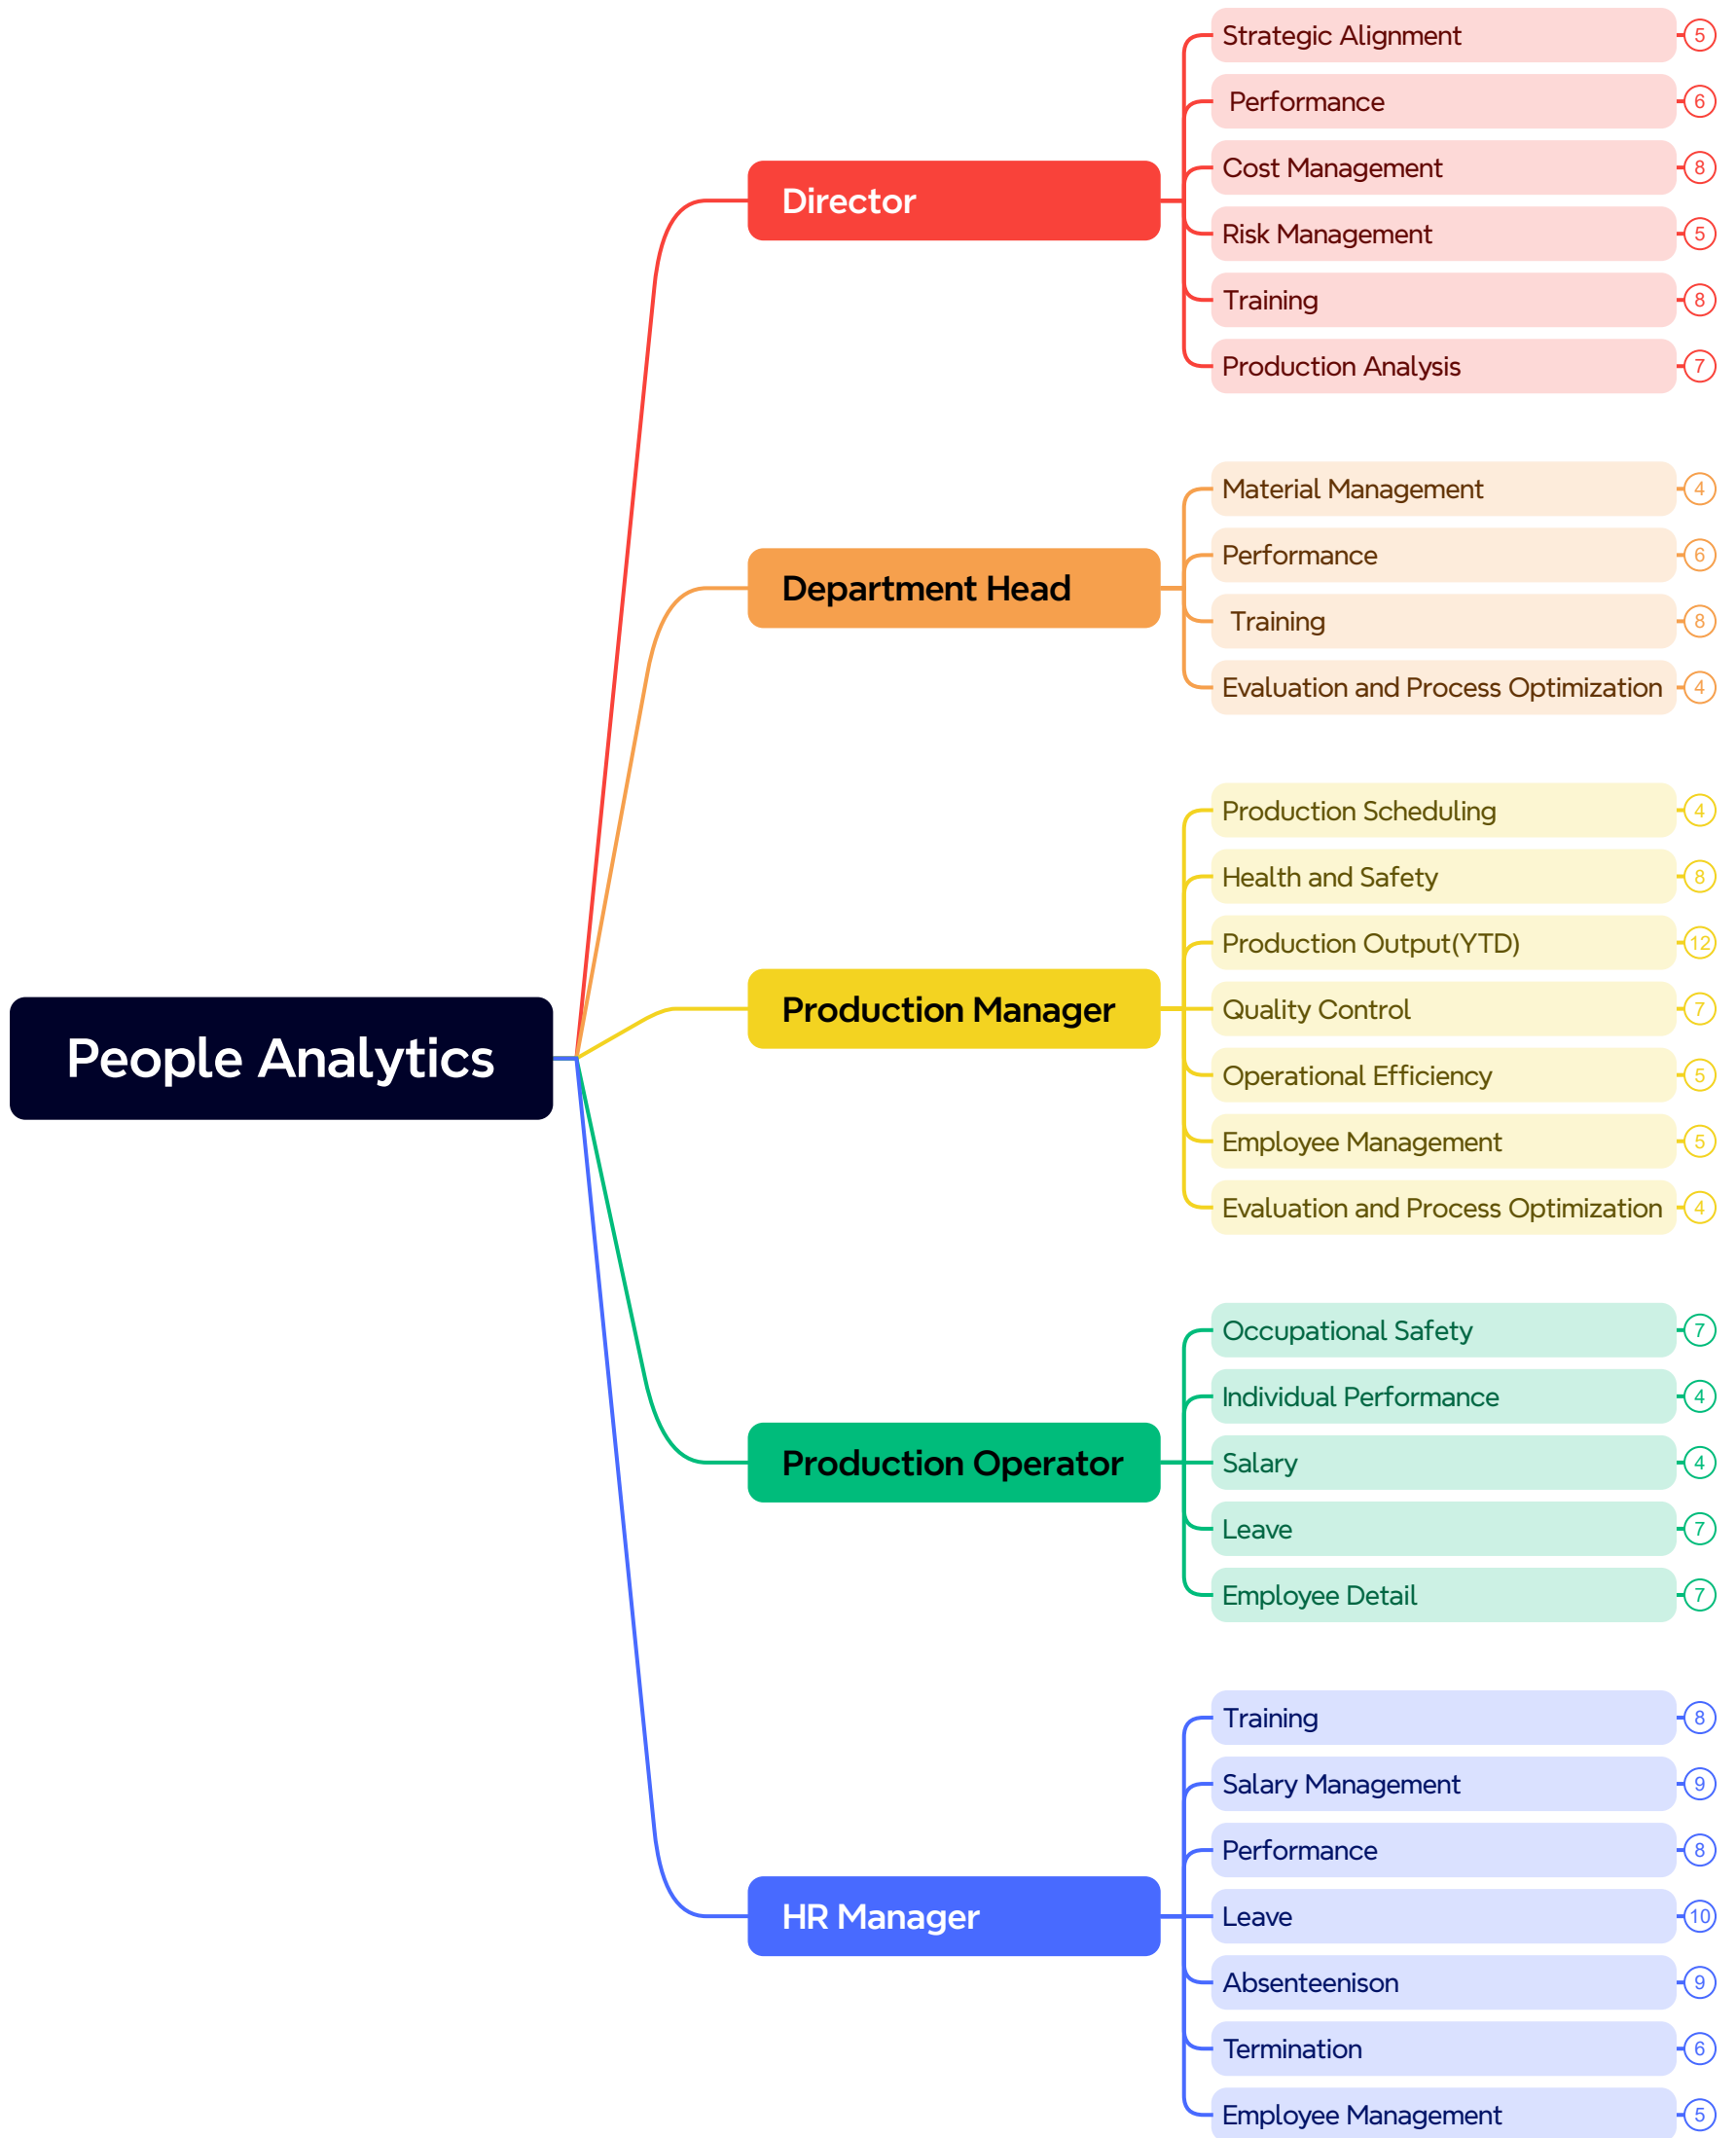 People Analytics
Director
Strategic Alignment 5
Performance 6
Cost Management 8
Risk Management 5
Training 8
Production Analysis 7
Department Head
Material Management 4
Performance 6
Training 8
Evaluation and Process Optimization 4
Production Manager
Production Scheduling 4
Health and Safety 8
Production Output(YTD) 12
Quality Control 7
Operational Efficiency 5
Employee Management 5
Evaluation and Process Optimization 4
Production Operator
Occupational Safety 7
Individual Performance 4
Salary 4
Leave 7
Employee Detail 7
HR Manager
Training 8
Salary Management 9
Performance 8
Leave 10
Absenteenison 9
Termination 6
Employee Management 5